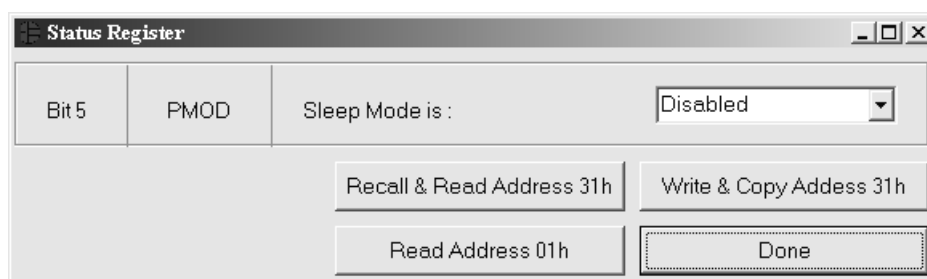 Status Register
Bit 5 PMOD Sleep Mode is : Disabled
Recall & Read Address 31h Write & Copy Addess 31h
Read Address 01h Done